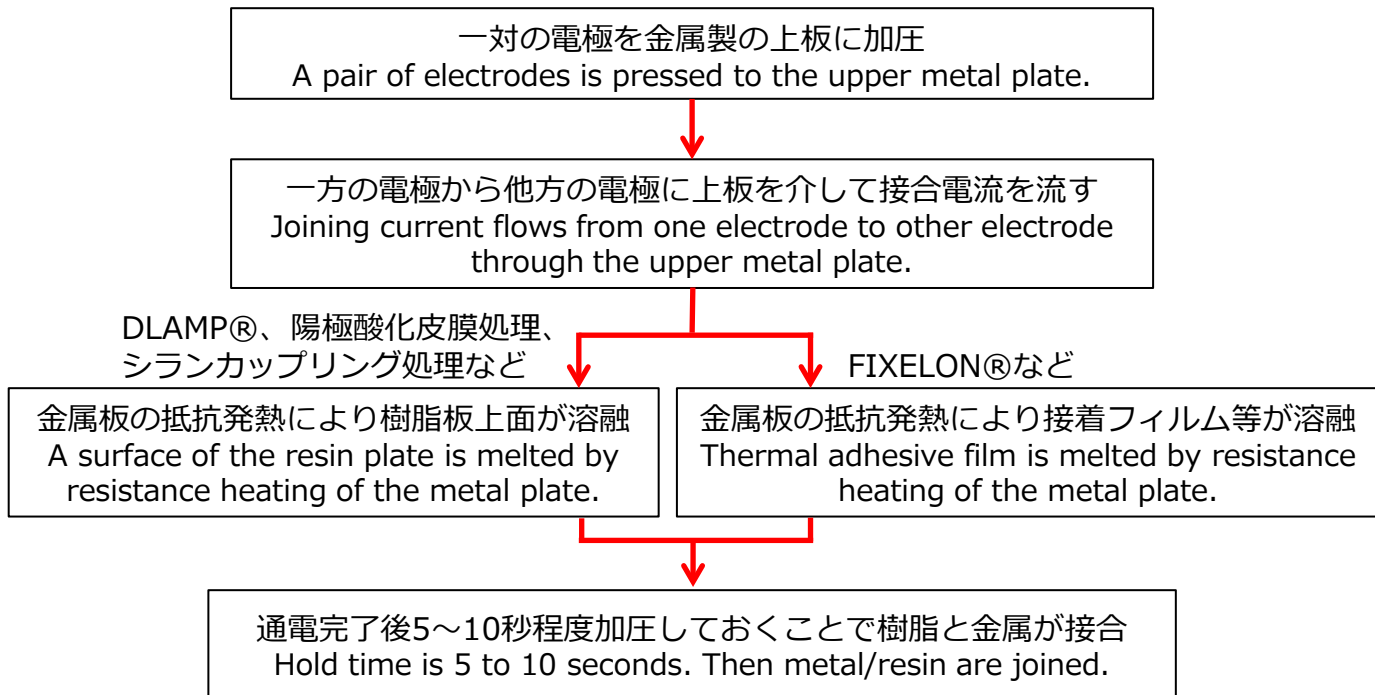 一対の電極を金属製の上板に加圧
A pair of electrodes is pressed to the upper metal plate.
一方の電極から他方の電極に上板を介して接合電流を流す
Joining current flows from one electrode to other electrode
through the upper metal plate.
DLAMP®、陽極酸化皮膜処理、
シランカップリング処理など
FIXELON®など
金属板の抵抗発熱により樹脂板上面が溶融
A surface of the resin plate is melted by
resistance heating of the metal plate.
金属板の抵抗発熱により接着フィルム等が溶融
Thermal adhesive film is melted by resistance
heating of the metal plate.
通電完了後5～10秒程度加圧しておくことで樹脂と金属が接合
Hold time is 5 to 10 seconds. Then metal/resin are joined.